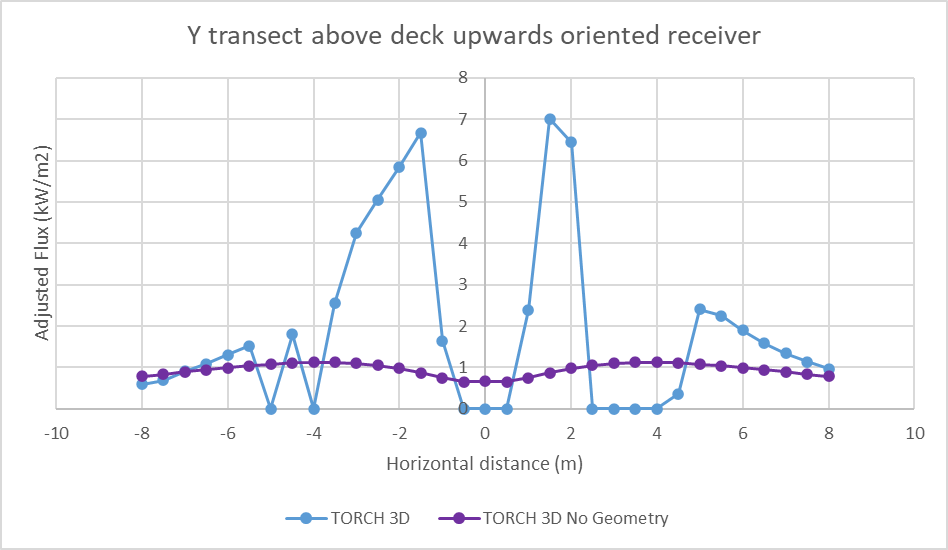 Y transect above deck upwards oriented receiver
Adjusted Flux (kW/m2)
8
7
6
5
4
3
2
1
0
-10 -8 -6 -4 -2 0 2 4 6 8 10
Horizontal distance (m)
TORCH 3D TORCH 3D No Geometry